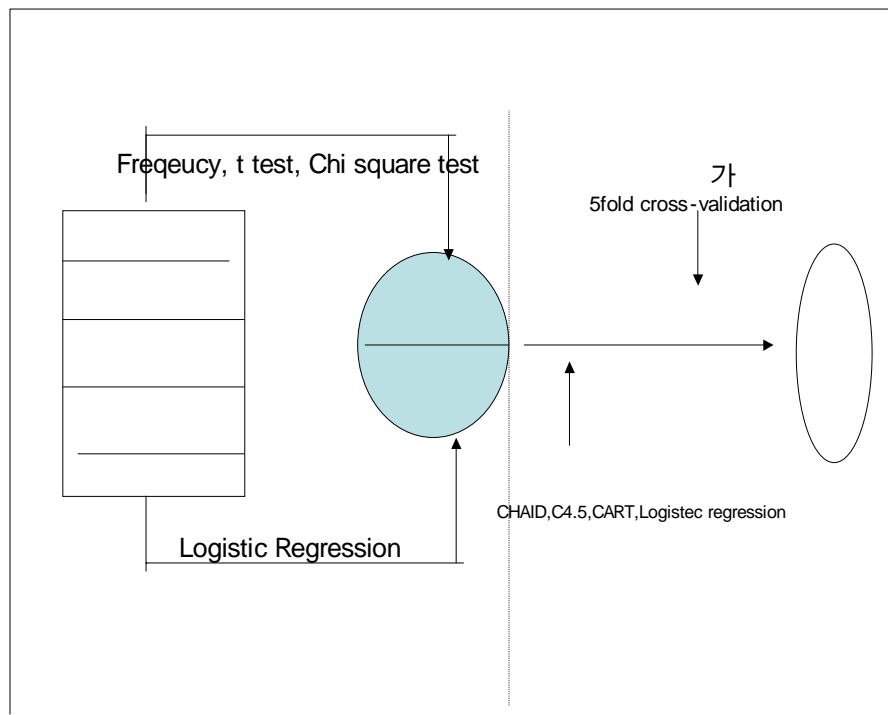 Freqeucy, t test, Chi square test
가
5fold cross-validation
CHAID,C4.5,CART,Logistec regression
Logistic Regression